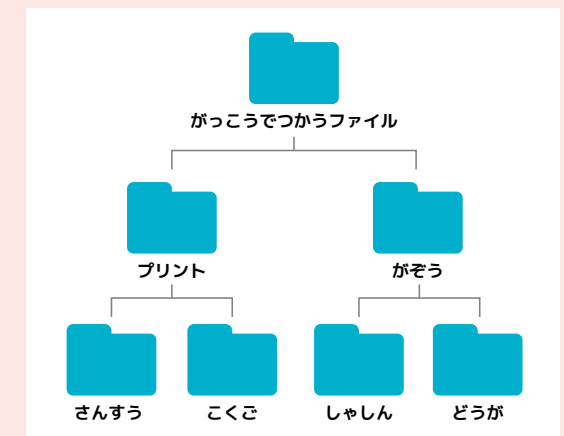 がっこうでつかうファイル
プリント
がぞう
さんすう
こくご
しゃしん
どうが